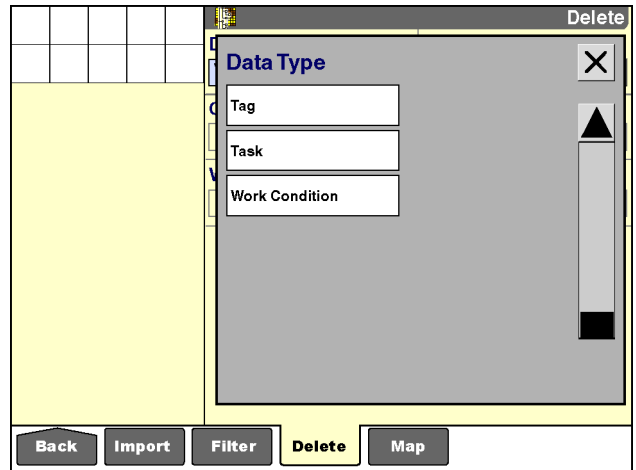 Delete
Data Type
Tag
Task
Work Condition
Back Import Filter Delete Map